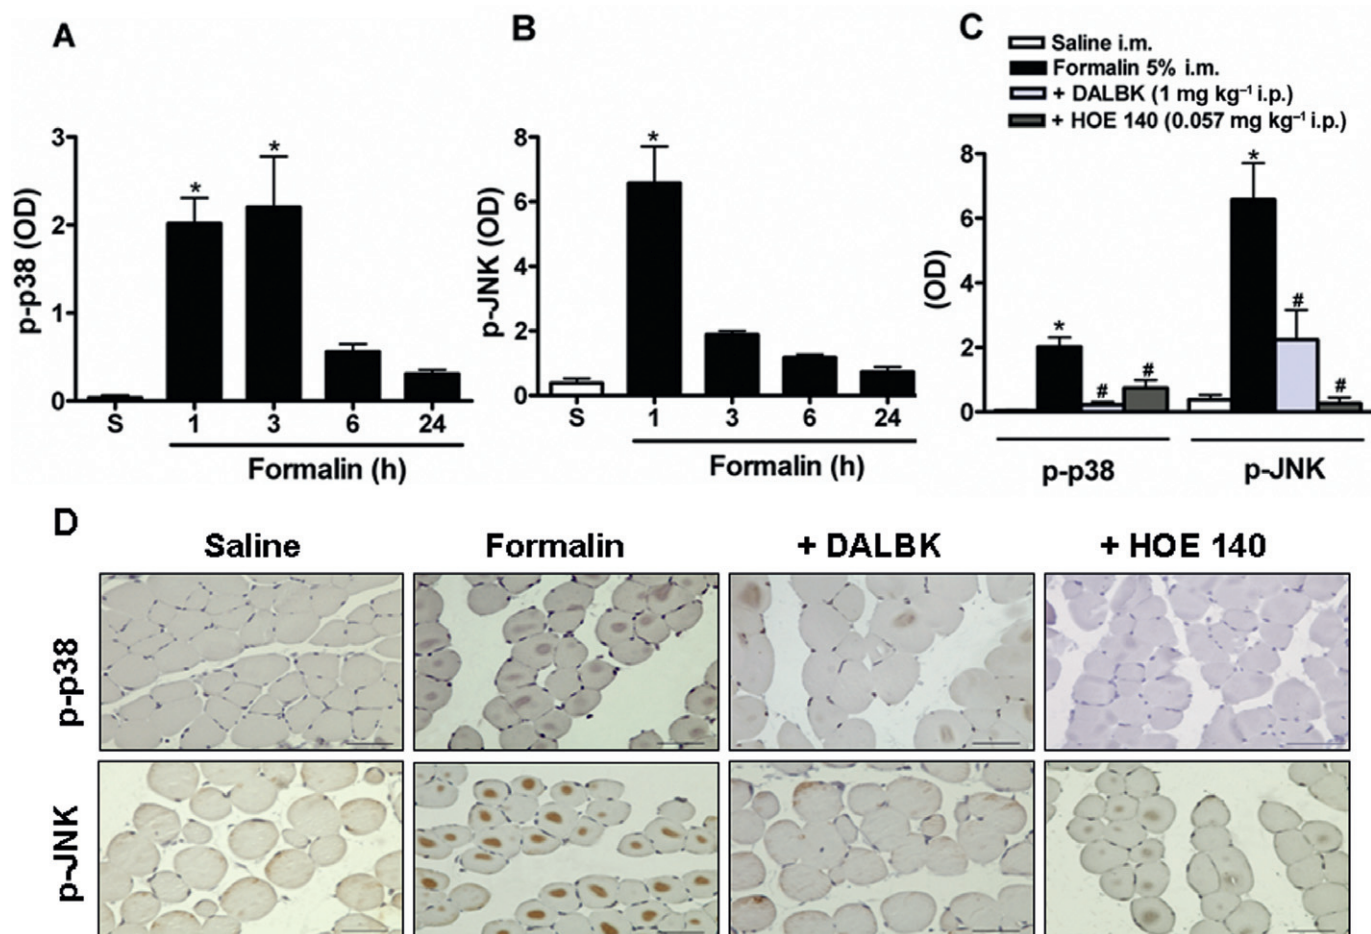 A
p-p38 (OD)
3
*
*
2
1
0
S 1 3 6 24
Formalin (h)
B
p-JNK (OD)
8
*
6
4
2
0
S 1 3 6 24
Formalin (h)
C
Saline i.m.
Formalin 5% i.m.
+ DALBK (1 mg kg⁻¹ i.p.)
+ HOE 140 (0.057 mg kg⁻¹ i.p.)
(OD)
8
*
6
4
#
*
2
# # #
0
p-p38 p-JNK
D
Saline Formalin + DALBK + HOE 140
p-p38
p-JNK